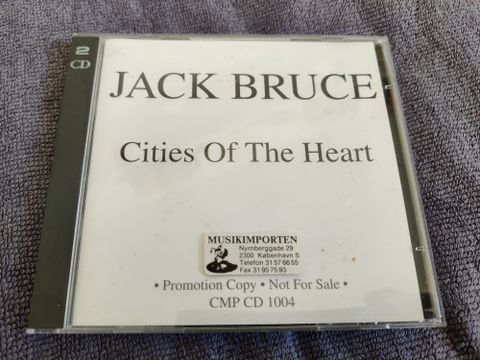 2
CD
JACK BRUCE
Cities Of The Heart
MUSIKIMPORTEN
Nyrnberggade 29
2300 København S
Telefon 31 57 66 55
Fax 31 95 75 93
• Promotion Copy • Not For Sale •
CMP CD 1004